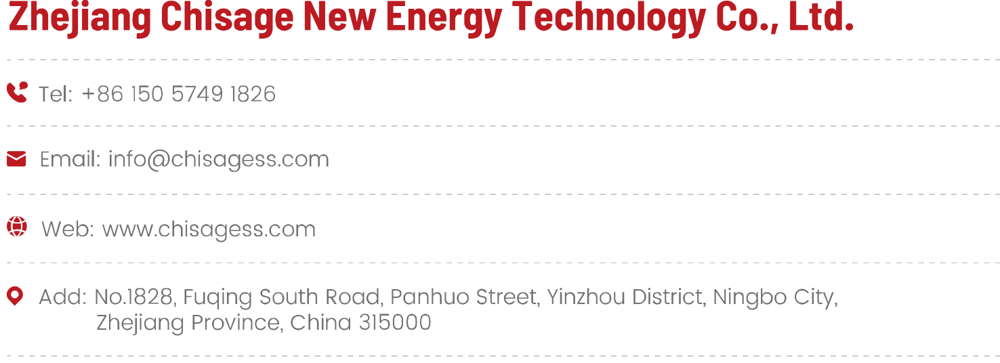 Zhejiang Chisage New Energy Technology Co., Ltd.
Tel: +86 150 5749 1826
Email: info@chisagess.com
Web: www.chisagess.com
Add: No.1828, Fuqing South Road, Panhuo Street, Yinzhou District, Ningbo City,
Zhejiang Province, China 315000